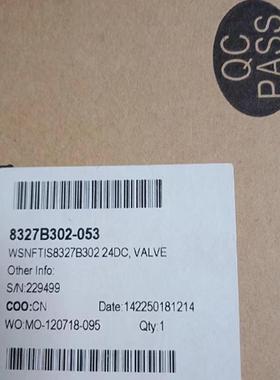 QC
PASS
8327B302-053
WSNFTIS8327B302 24DC, VALVE
Other Info:
S/N:229499
COO:CN Date:142250181214
WO:MO-120718-095 Qty:1